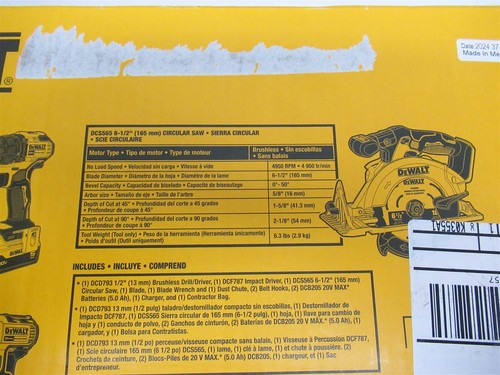 T
®
Date 2024 37
Made in Me
DCS565 6-1/2" (165 mm) CIRCULAR SAW • SIERRA CIRCULAR
• SCIE CIRCULAIRE
Motor Type • Tipo de motor • Type de moteur
Brushless • Sin escobillas
• Sans balais
No Load Speed • Velocidad sin carga • Vitesse à vide
4950 RPM • 4 950 tr/min
Blade Diameter • Diámetro de la hoja • Diamètre de la lame
6-1/2" (165 mm)
Bevel Capacity • Capacidad de biselado • Capacité de biseautage
0°- 50°
Arbor size • Tamaño de eje • Taille de l'arbre
5/8" (16 mm)
Depth of Cut at 45° • Profundidad del corte a 45 grados
• Profondeur de coupe à 45°
1-5/8" (41.3 mm)
Depth of Cut at 90° • Profundidad del corte a 90 grados
• Profondeur de coupe à 90°
2-1/8" (54 mm)
Tool Weight (Tool only) • Peso de la herramienta (Herramienta únicamente)
• Poids d'outil (Outil uniquement)
6.3 lbs (2.9 kg)
DEWALT
DEWALT
6½
K0355A1
57
DEWALT
DEWALT
INCLUDES • INCLUYE • COMPREND
• (1) DCD793 1/2" (13 mm) Brushless Drill/Driver, (1) DCF787 Impact Driver, (1) DCS565 6-1/2" (165 mm)
Circular Saw, (1) Blade, (1) Blade Wrench and (1) Dust Chute, (2) Belt Hooks, (2) DCB205 20V MAX*
Batteries (5.0 Ah), (1) Charger, and (1) Contractor Bag.
• (1) DCD793 13 mm (1/2 pulg) taladro/destornillador compacto sin escobillas, (1) Destornillador de
Impacto DCF787, (1) DCS565 Sierra circular de 165 mm (6-1/2 pulg), (1) hoja, (1) llave para cambio de
hoja y (1) conducto de polvo, (2) Ganchos de cinturón, (2) Baterías de DCB205 20 V MAX* (5.0 Ah), (1)
cargador, y (1) Bolsa para Contratistas.
• (1) DCD793 13 mm (1/2 po) perceuse/visseuse compact sans balais, (1) Visseuse à Percussion DCF787,
(1) Scie circulaire 165 mm (6 1/2 po) DCS565, (1) lame, (1) clé à lame, (1) et chute à poussière, (2)
Crochets de ceinture, (2) Blocs-Piles de 20 V MAX* (5.0 Ah) DCB205, (1) chargeur, et (1) Sac
d'entrepreneur.